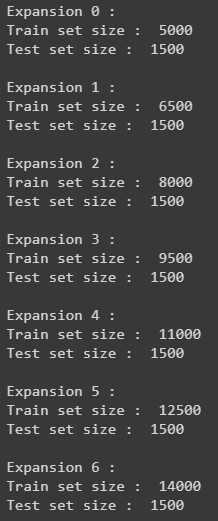 Expansion 0 :
Train set size :  5000
Test set size :  1500
Expansion 1 :
Train set size :  6500
Test set size :  1500
Expansion 2 :
Train set size :  8000
Test set size :  1500
Expansion 3 :
Train set size :  9500
Test set size :  1500
Expansion 4 :
Train set size :  11000
Test set size :  1500
Expansion 5 :
Train set size :  12500
Test set size :  1500
Expansion 6 :
Train set size :  14000
Test set size :  1500